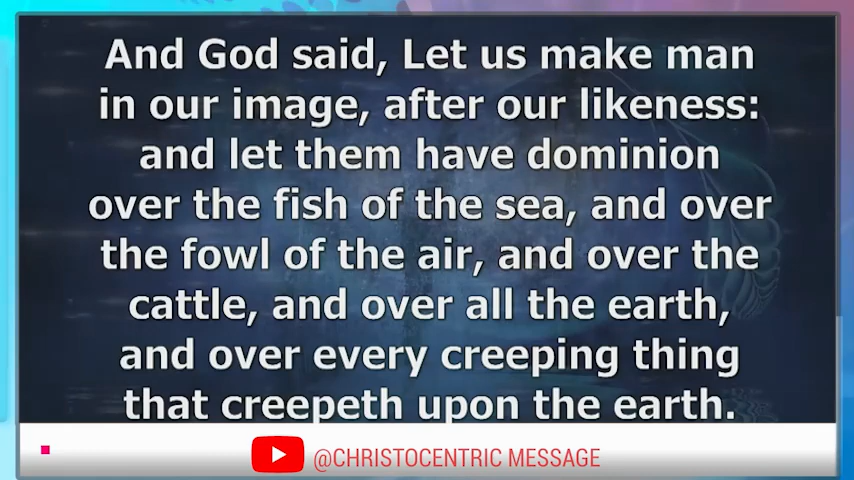 And God said, Let us make man
in our image, after our likeness:
and let them have dominion
over the fish of the sea, and over
the fowl of the air, and over the
cattle, and over all the earth,
and over every creeping thing
that creepeth upon the earth.
@CHRISTOCENTRIC MESSAGE